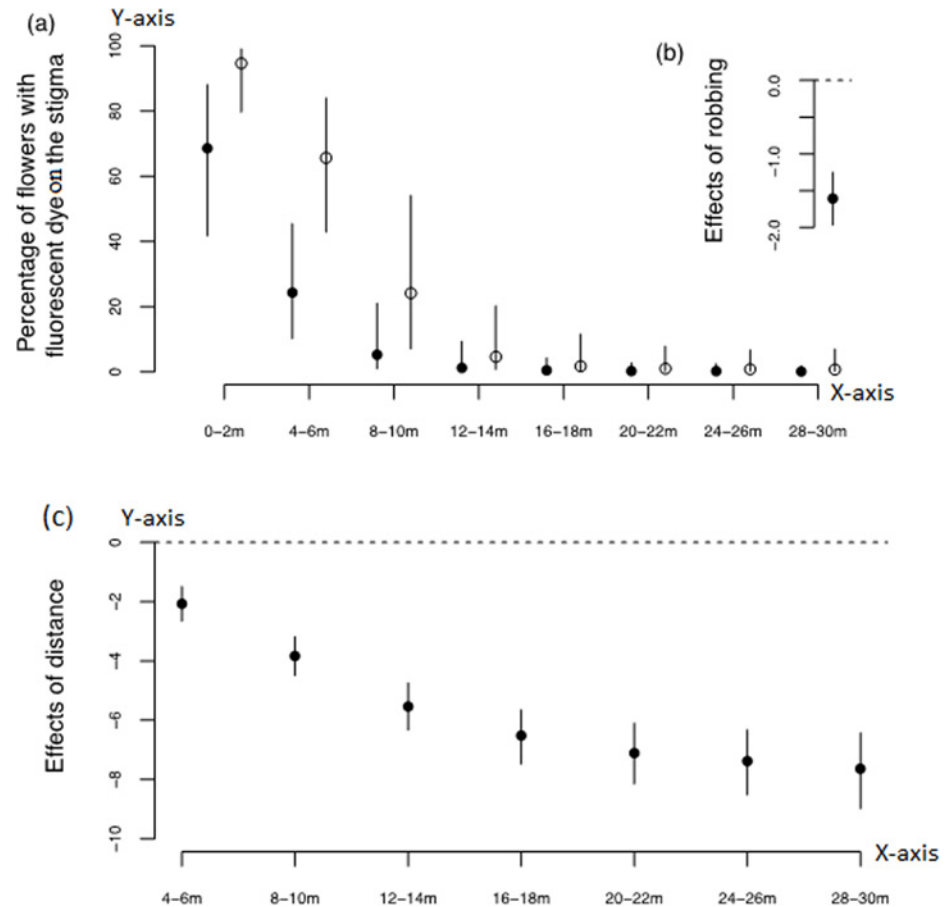 (a)
Y-axis
Percentage of flowers with
fluorescent dye on the stigma
100
80
60
40
20
0
X-axis
0–2m 4–6m 8–10m 12–14m 16–18m 20–22m 24–26m 28–30m
(b)
Effects of robbing
0.0
−1.0
−2.0
(c)
Y-axis
Effects of distance
0
−2
−4
−6
−8
−10
X-axis
4–6m 8–10m 12–14m 16–18m 20–22m 24–26m 28–30m